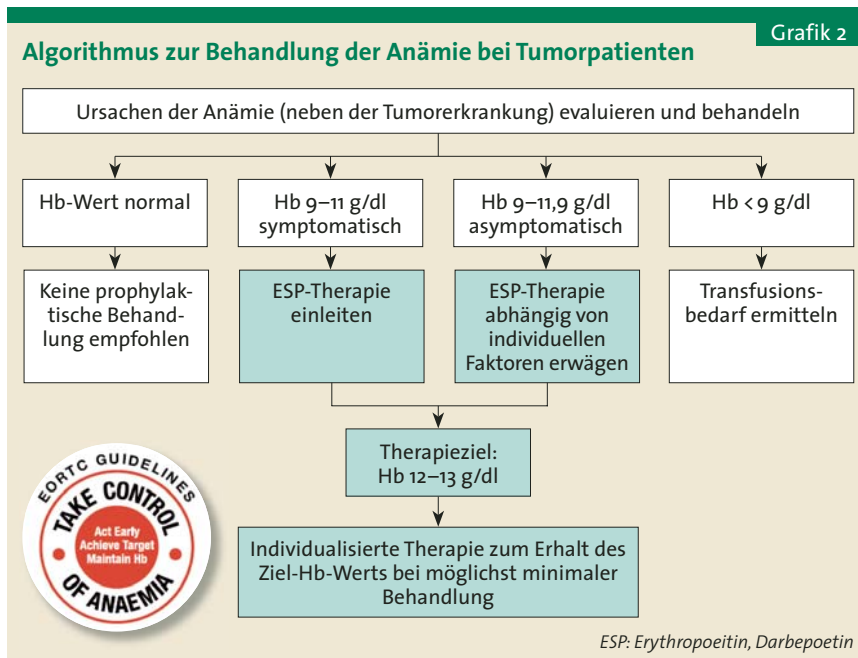 Grafik 2
Algorithmus zur Behandlung der Anämie bei Tumorpatienten
Ursachen der Anämie (neben der Tumorerkrankung) evaluieren und behandeln
Hb-Wert normal
Hb 9–11 g/dl
symptomatisch
Hb 9–11,9 g/dl
asymptomatisch
Hb < 9 g/dl
Keine prophylak-
tische Behand-
lung empfohlen
ESP-Therapie
einleiten
ESP-Therapie
abhängig von
individuellen
Faktoren erwägen
Transfusions-
bedarf ermitteln
Therapieziel:
Hb 12–13 g/dl
Individualisierte Therapie zum Erhalt des
Ziel-Hb-Werts bei möglichst minimaler
Behandlung
EORTC GUIDELINES
TAKE CONTROL
Act Early
Achieve Target
Maintain Hb
OF ANAEMIA
ESP: Erythropoeitin, Darbepoetin